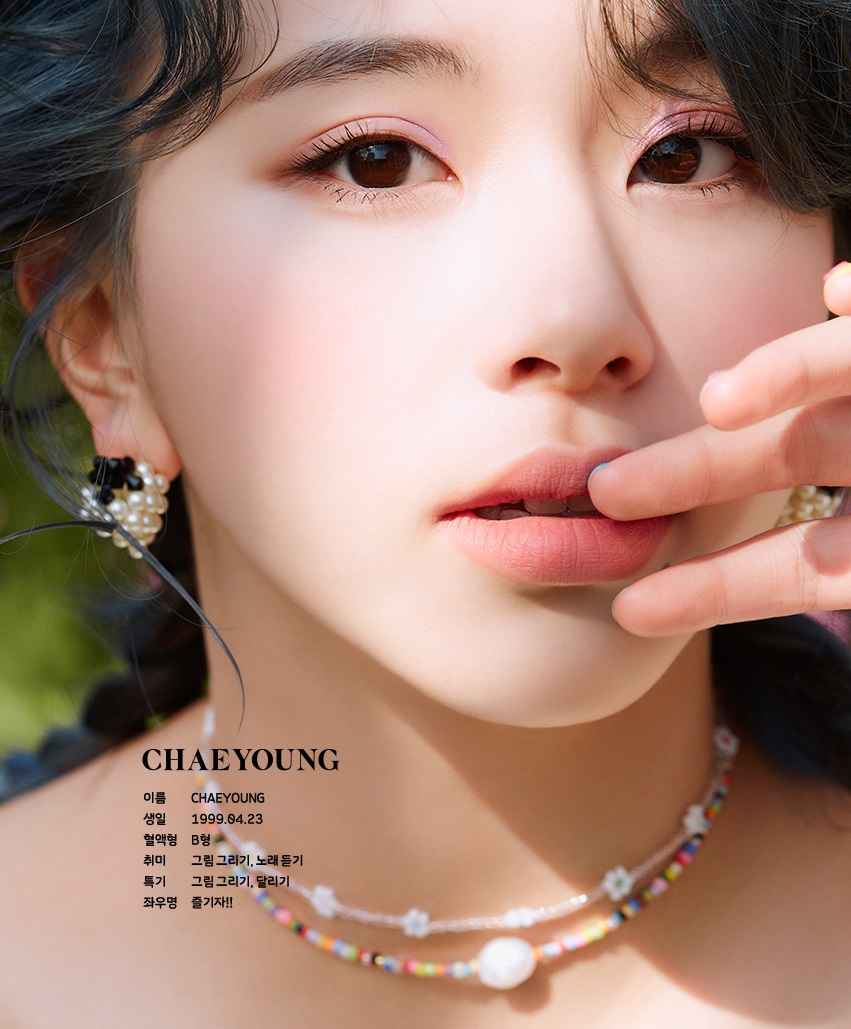 CHAEYOUNG
이름 CHAEYOUNG
생일 1999.04.23
혈액형 B형
취미 그림 그리기, 노래 듣기
특기 그림 그리기, 달리기
좌우명 즐기자!!